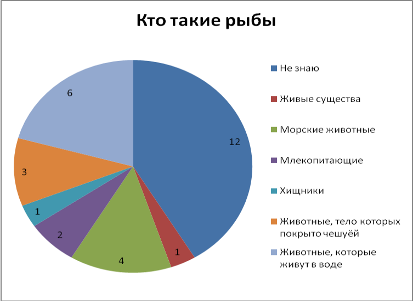 Кто такие рыбы
12
1
4
2
1
3
6
Не знаю
Живые существа
Морские животные
Млекопитающие
Хищники
Животные, тело которых
покрыто чешуёй
Животные, которые
живут в воде